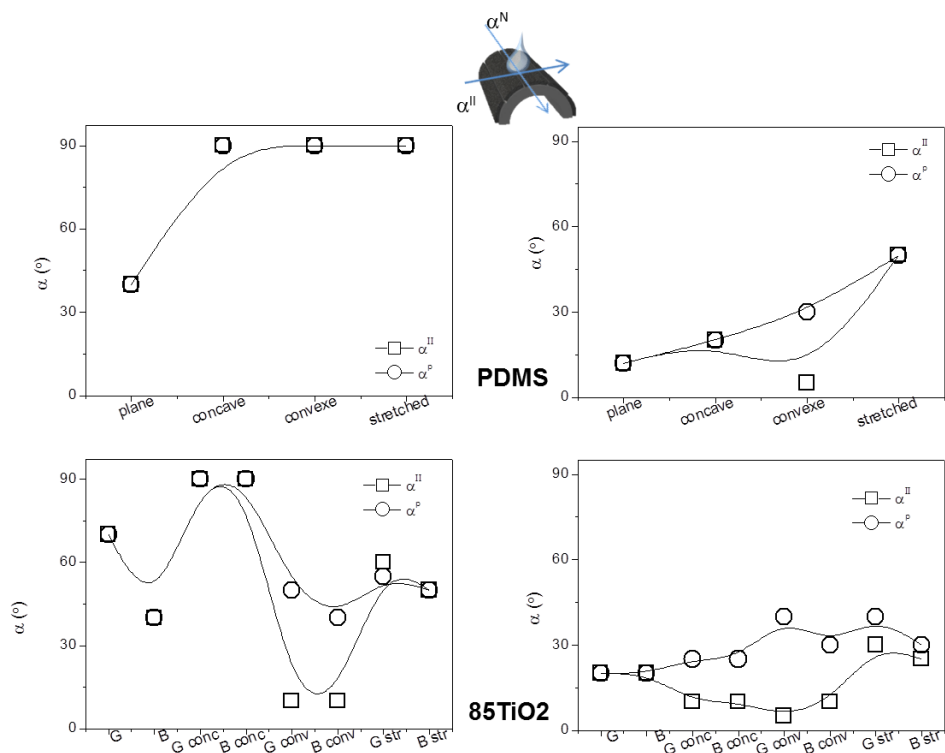 α^N
α^II
90
60
30
0
α (°)
α^II
α^P
plane
concave
convexe
stretched
90
60
30
0
α (°)
α^II
α^P
plane
concave
convexe
stretched
PDMS
90
60
30
0
α (°)
α^II
α^P
G
B
G conc
B conc
G conv
B conv
G str
B str
90
60
30
0
α (°)
α^II
α^P
G
B
G conc
B conc
G conv
B conv
G str
B str
85TiO2